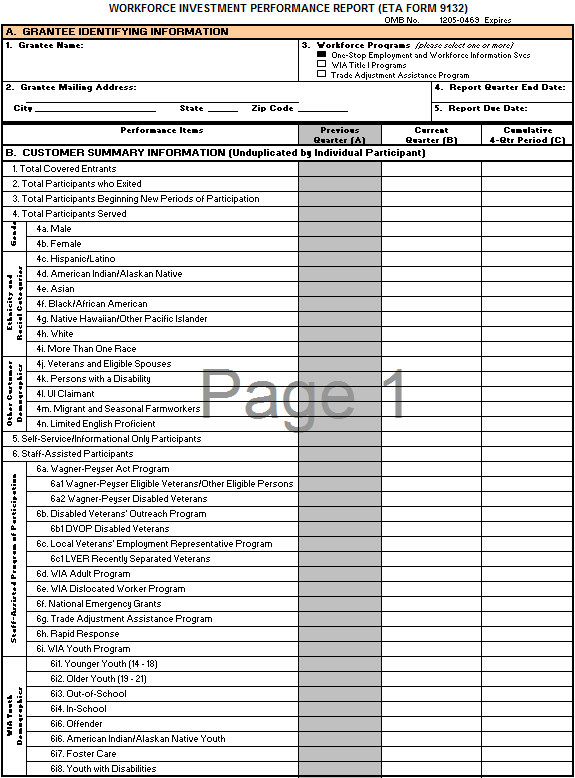 WORKFORCE INVESTMENT PERFORMANCE REPORT (ETA FORM 9132)
OMB No. 1205-0469 Expires
A. GRANTEE IDENTIFYING INFORMATION
1. Grantee Name:
3. Workforce Programs (please select one or more)
One-Stop Employment and Workforce Information Svcs
WIA Title I Programs
Trade Adjustment Assistance Program
2. Grantee Mailing Address:
City State Zip Code
4. Report Quarter End Date:
5. Report Due Date:
Performance Items
Previous Quarter (A)
Current Quarter (B)
Cumulative 4-Qtr Period (C)
B. CUSTOMER SUMMARY INFORMATION (Unduplicated by Individual Participant)
1. Total Covered Entrants
2. Total Participants who Exited
3. Total Participants Beginning New Periods of Participation
4. Total Participants Served
Gender
4a. Male
4b. Female
Ethnicity and Racial Categories
4c. Hispanic/Latino
4d. American Indian/Alaskan Native
4e. Asian
4f. Black/African American
4g. Native Hawaiian/Other Pacific Islander
4h. White
4i. More Than One Race
Other Customer Demographics
4j. Veterans and Eligible Spouses
4k. Persons with a Disability
4l. UI Claimant
4m. Migrant and Seasonal Farmworkers
4n. Limited English Proficient
Page 1
5. Self-Service/Informational Only Participants
6. Staff-Assisted Participants
Staff-Assisted Program of Participation
6a. Wagner-Peyser Act Program
6a1 Wagner-Peyser Eligible Veterans/Other Eligible Persons
6a2 Wagner-Peyser Disabled Veterans
6b. Disabled Veterans' Outreach Program
6b1 DVOP Disabled Veterans
6c. Local Veterans' Employment Representative Program
6c1 LVER Recently Separated Veterans
6d. WIA Adult Program
6e. WIA Dislocated Worker Program
6f. National Emergency Grants
6g. Trade Adjustment Assistance Program
6h. Rapid Response
6i. WIA Youth Program
WIA Youth Demographics
6i1. Younger Youth (14 - 18)
6i2. Older Youth (19 - 21)
6i3. Out-of-School
6i4. In-School
6i6. Offender
6i6. American Indian/Alaskan Native Youth
6i7. Foster Care
6i8. Youth with Disabilities